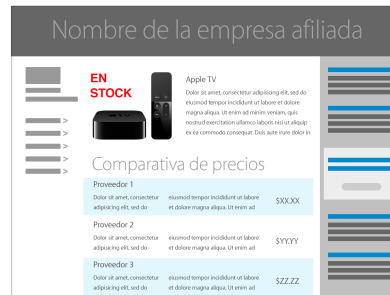 Nombre de la empresa afiliada
EN
STOCK
Apple TV
Dolor sit amet, consectetur adipisicing elit, sed do
eiusmod tempor incididunt ut labore et dolore
magna aliqua. Ut enim ad minim veniam, quis
nostrud exercitation ullamco laboris nisi ut aliquip
ex ea commodo consequat. Duis aute irure dolor in
Comparativa de precios
Proveedor 1
Dolor sit amet, consectetur
adipisicing elit, sed do
eiusmod tempor incididunt ut labore
et dolore magna aliqua. Ut enim ad
$XX.XX
Proveedor 2
Dolor sit amet, consectetur
adipisicing elit, sed do
eiusmod tempor incididunt ut labore
et dolore magna aliqua. Ut enim ad
$YY.YY
Proveedor 3
Dolor sit amet, consectetur
adipisicing elit, sed do
eiusmod tempor incididunt ut labore
et dolore magna aliqua. Ut enim ad
$ZZ.ZZ